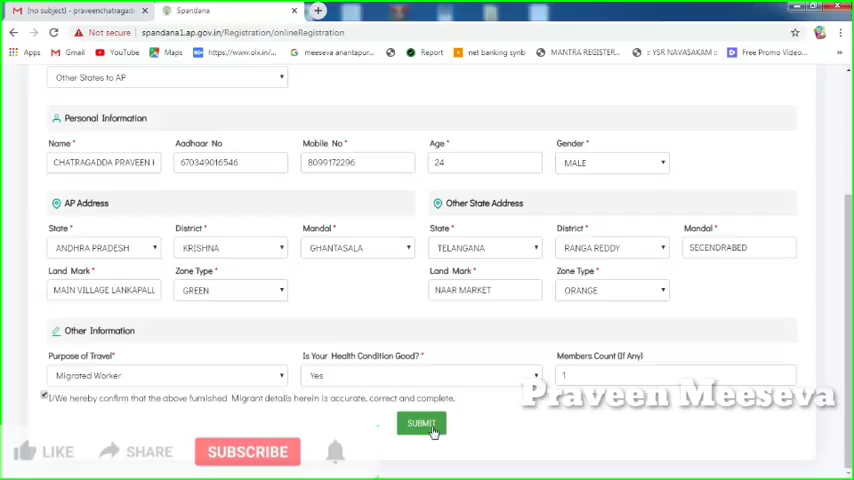 (no subject) - praveenchatragadd
Spandana
Not secure spandana1.ap.gov.in/Registration/onlineRegistration
Apps Gmail YouTube Maps https://www.olx.in/... meeseva anantapur... Report net banking synb MANTRA REGISTER... :: YSR NAVASAKAM :: Free Promo Video...
Other States to AP
Personal Information
Name * Aadhaar No Mobile No * Age * Gender *
CHATRAGADDA PRAVEEN 670349016546 8099172296 24 MALE
AP Address Other State Address
State * District * Mandal * State * District * Mandal *
ANDHRA PRADESH KRISHNA GHANTASALA TELANGANA RANGA REDDY SECENDRABED
Land Mark * Zone Type * Land Mark * Zone Type *
MAIN VILLAGE LANKAPALL GREEN NAAR MARKET ORANGE
Other Information
Purpose of Travel* Is Your Health Condition Good? * Members Count (If Any)
Migrated Worker Yes 1
I/We hereby confirm that the above furnished Migrant details herein is accurate, correct and complete.
Praveen Meeseva
SUBMIT
LIKE SHARE SUBSCRIBE